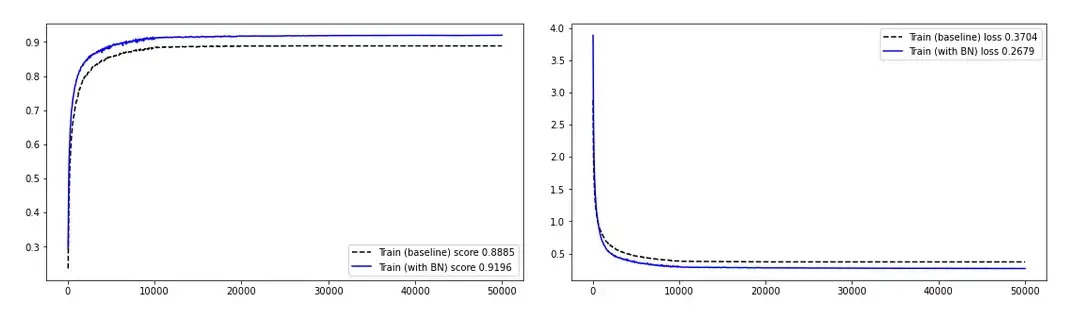 0.9
0.8
0.7
0.6
0.5
0.4
0.3
Train (baseline) score 0.8885
Train (with BN) score 0.9196
0 10000 20000 30000 40000 50000
4.0
3.5
3.0
2.5
2.0
1.5
1.0
0.5
Train (baseline) loss 0.3704
Train (with BN) loss 0.2679
0 10000 20000 30000 40000 50000